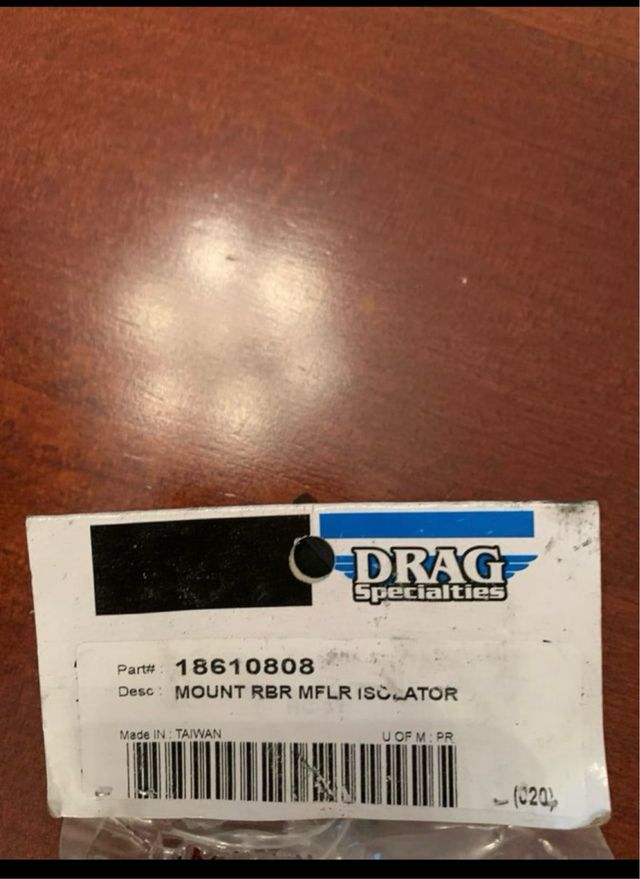 DRAG
Specialties
Part# : 18610808
Desc : MOUNT RBR MFLR ISOLATOR
Made IN : TAIWAN U OF M : PR
(020)